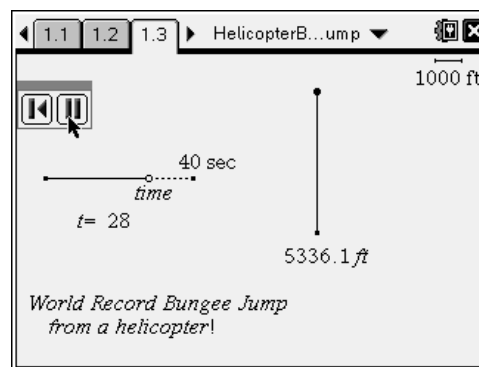 1.1 1.2 1.3 HelicopterB...ump
1000 ft
40 sec
time
t= 28
5336.1 ft
World Record Bungee Jump
from a helicopter!